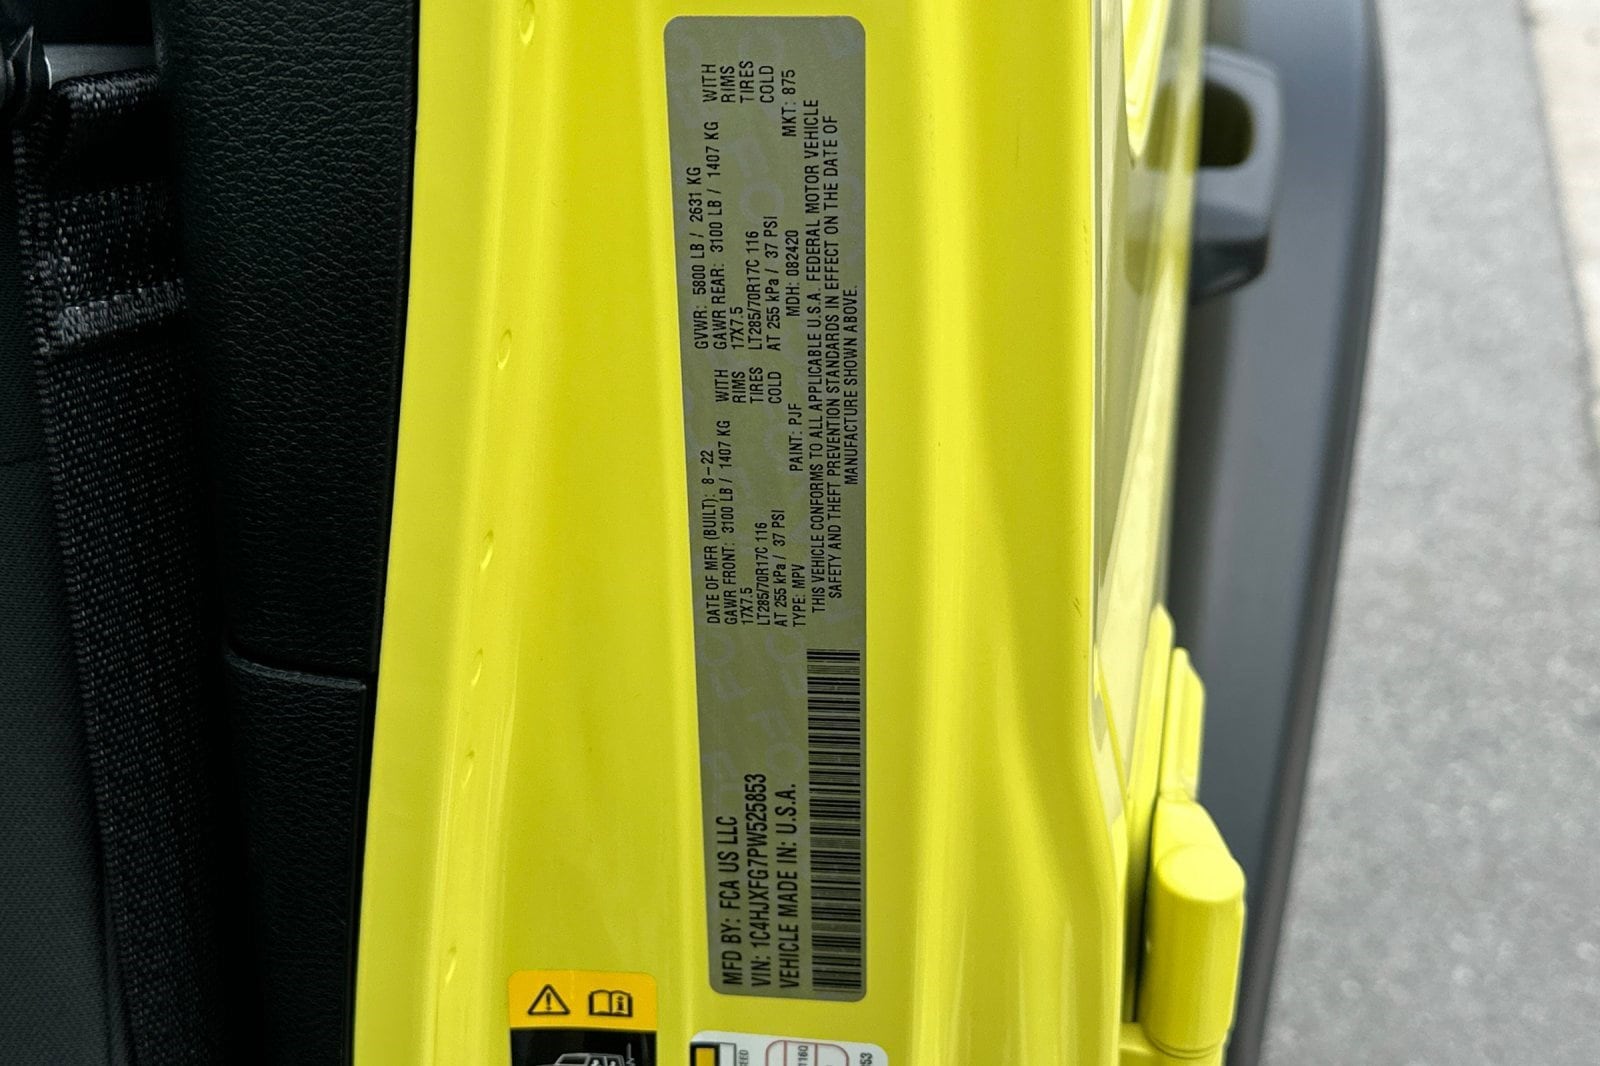 MFD BY: FCA US LLC
VIN: 1C4HJXFG7PW525853
VEHICLE MADE IN: U.S.A.
DATE OF MFR (BUILT): 8-22 GVWR: 5800 LB / 2631 KG
GAWR FRONT: 3100 LB / 1407 KG WITH GAWR REAR: 3100 LB / 1407 KG WITH
17X7.5 RIMS 17X7.5 RIMS
LT285/70R17C 116 TIRES LT285/70R17C 116 TIRES
AT 255 kPa / 37 PSI COLD AT 255 kPa / 37 PSI COLD
TYPE: MPV PAINT: PJF MDH: 082420 MKT: 875
THIS VEHICLE CONFORMS TO ALL APPLICABLE U.S.A. FEDERAL MOTOR VEHICLE
SAFETY AND THEFT PREVENTION STANDARDS IN EFFECT ON THE DATE OF
MANUFACTURE SHOWN ABOVE.